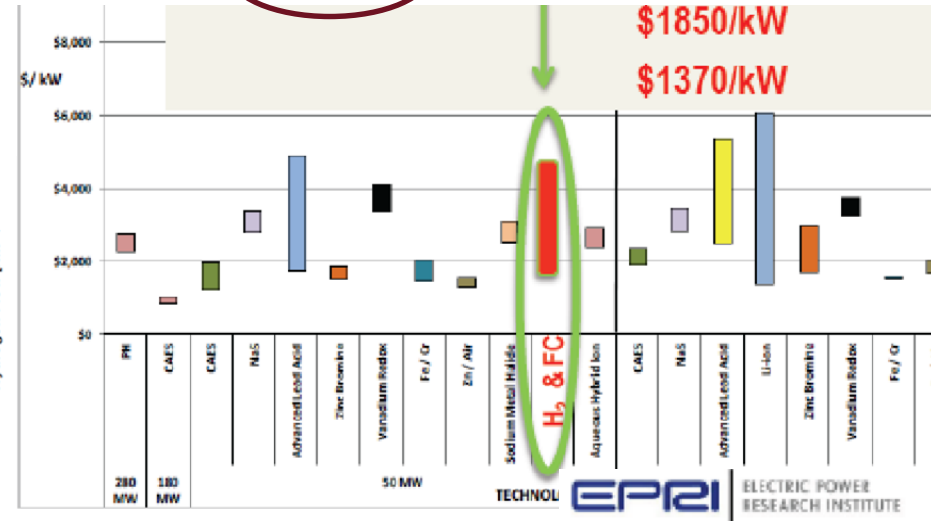 $1850/kW
$8,000
$/ kW
$1370/kW
$6,000
$4,000
$2,000
$0
PH
CAES
CAES
NaS
Advanced Lead Acid
Zinc Bromine
Vanadium Redox
Fe / Cr
Zn / Air
Sodium Metal Halide
H₂ & FC
Aqueous Hybrid Ion
CAES
NaS
Advanced Lead Acid
Li-ion
Zinc Bromine
Vanadium Redox
Fe / Cr
280 MW
180 MW
50 MW
TECHNOL
EPRI
ELECTRIC POWER
RESEARCH INSTITUTE